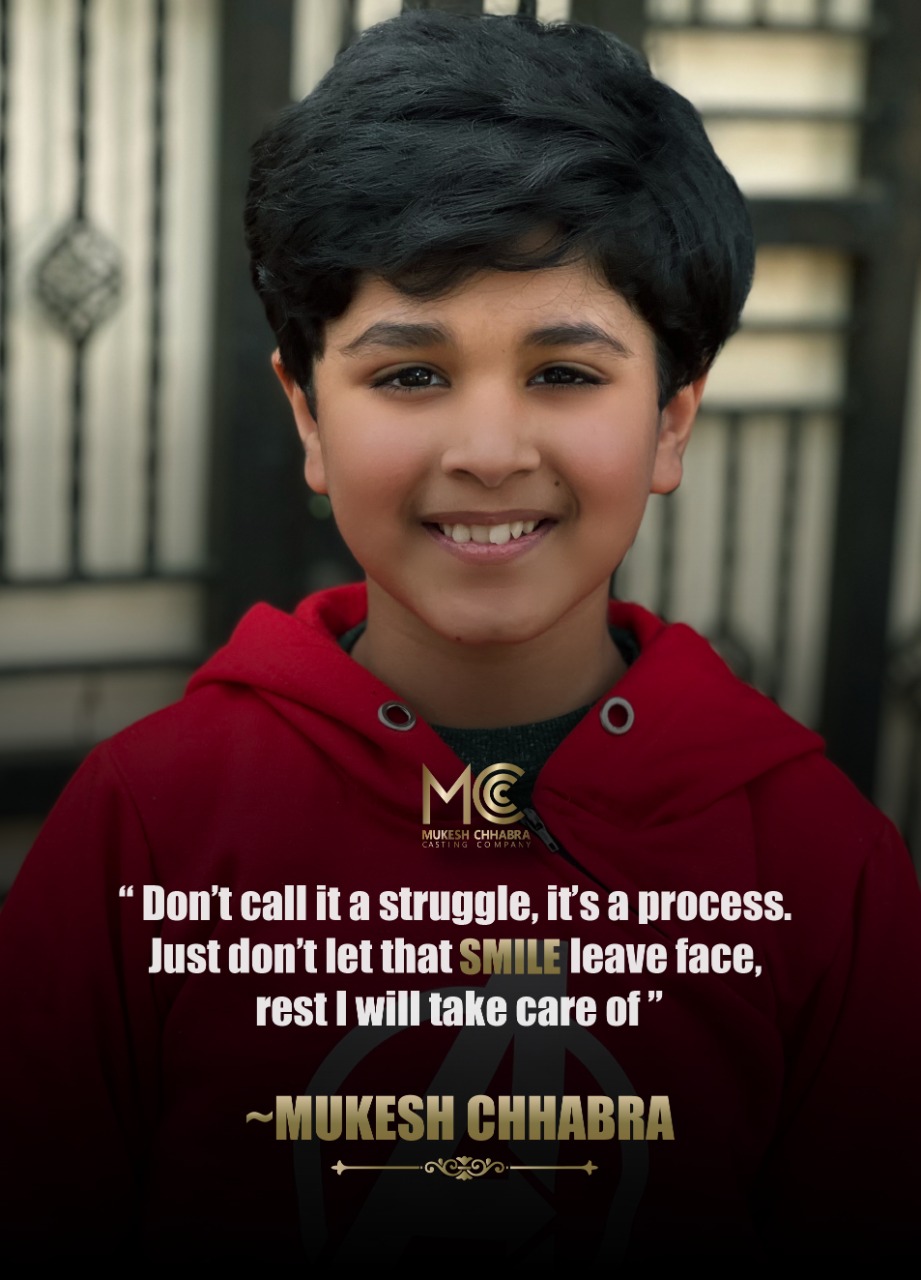 MCC
MUKESH CHHABRA
CASTING COMPANY
“ Don’t call it a struggle, it’s a process.
Just don’t let that SMILE leave face,
rest I will take care of ”
~MUKESH CHHABRA